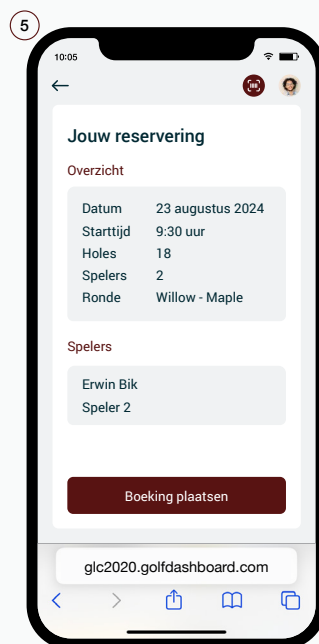 5
10:05
Jouw reservering
Overzicht
Datum 23 augustus 2024
Starttijd 9:30 uur
Holes 18
Spelers 2
Ronde Willow - Maple
Spelers
Erwin Bik
Speler 2
Boeking plaatsen
glc2020.golfdashboard.com